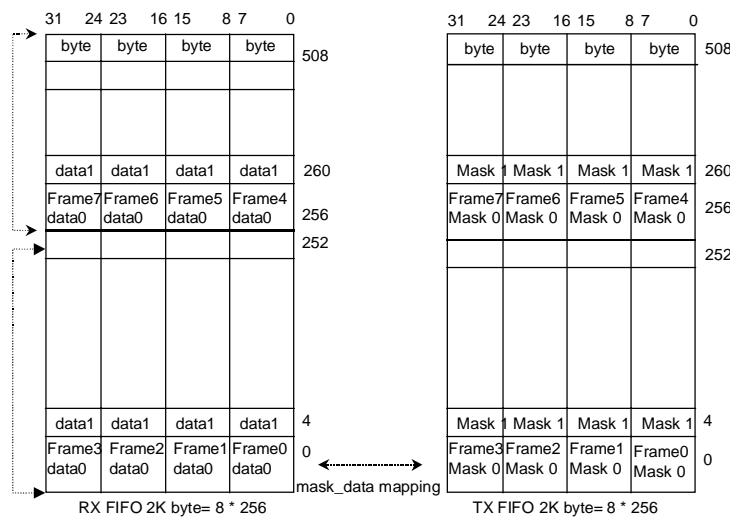 31 24 23 16 15 8 7 0
byte byte byte byte
508
data1 data1 data1 data1 260
Frame7 Frame6 Frame5 Frame4
data0 data0 data0 data0 256
252
data1 data1 data1 data1 4
Frame3 Frame2 Frame1 Frame0 0
data0 data0 data0 data0
RX FIFO 2K byte= 8 * 256
mask_data mapping
31 24 23 16 15 8 7 0
byte byte byte byte 508
Mask 1 Mask 1 Mask 1 Mask 1 260
Frame7 Frame6 Frame5 Frame4 256
Mask 0 Mask 0 Mask 0 Mask 0
252
Mask 1 Mask 1 Mask 1 Mask 1 4
Frame3 Frame2 Frame1 Frame0 0
Mask 0 Mask 0 Mask 0 Mask 0
TX FIFO 2K byte= 8 * 256